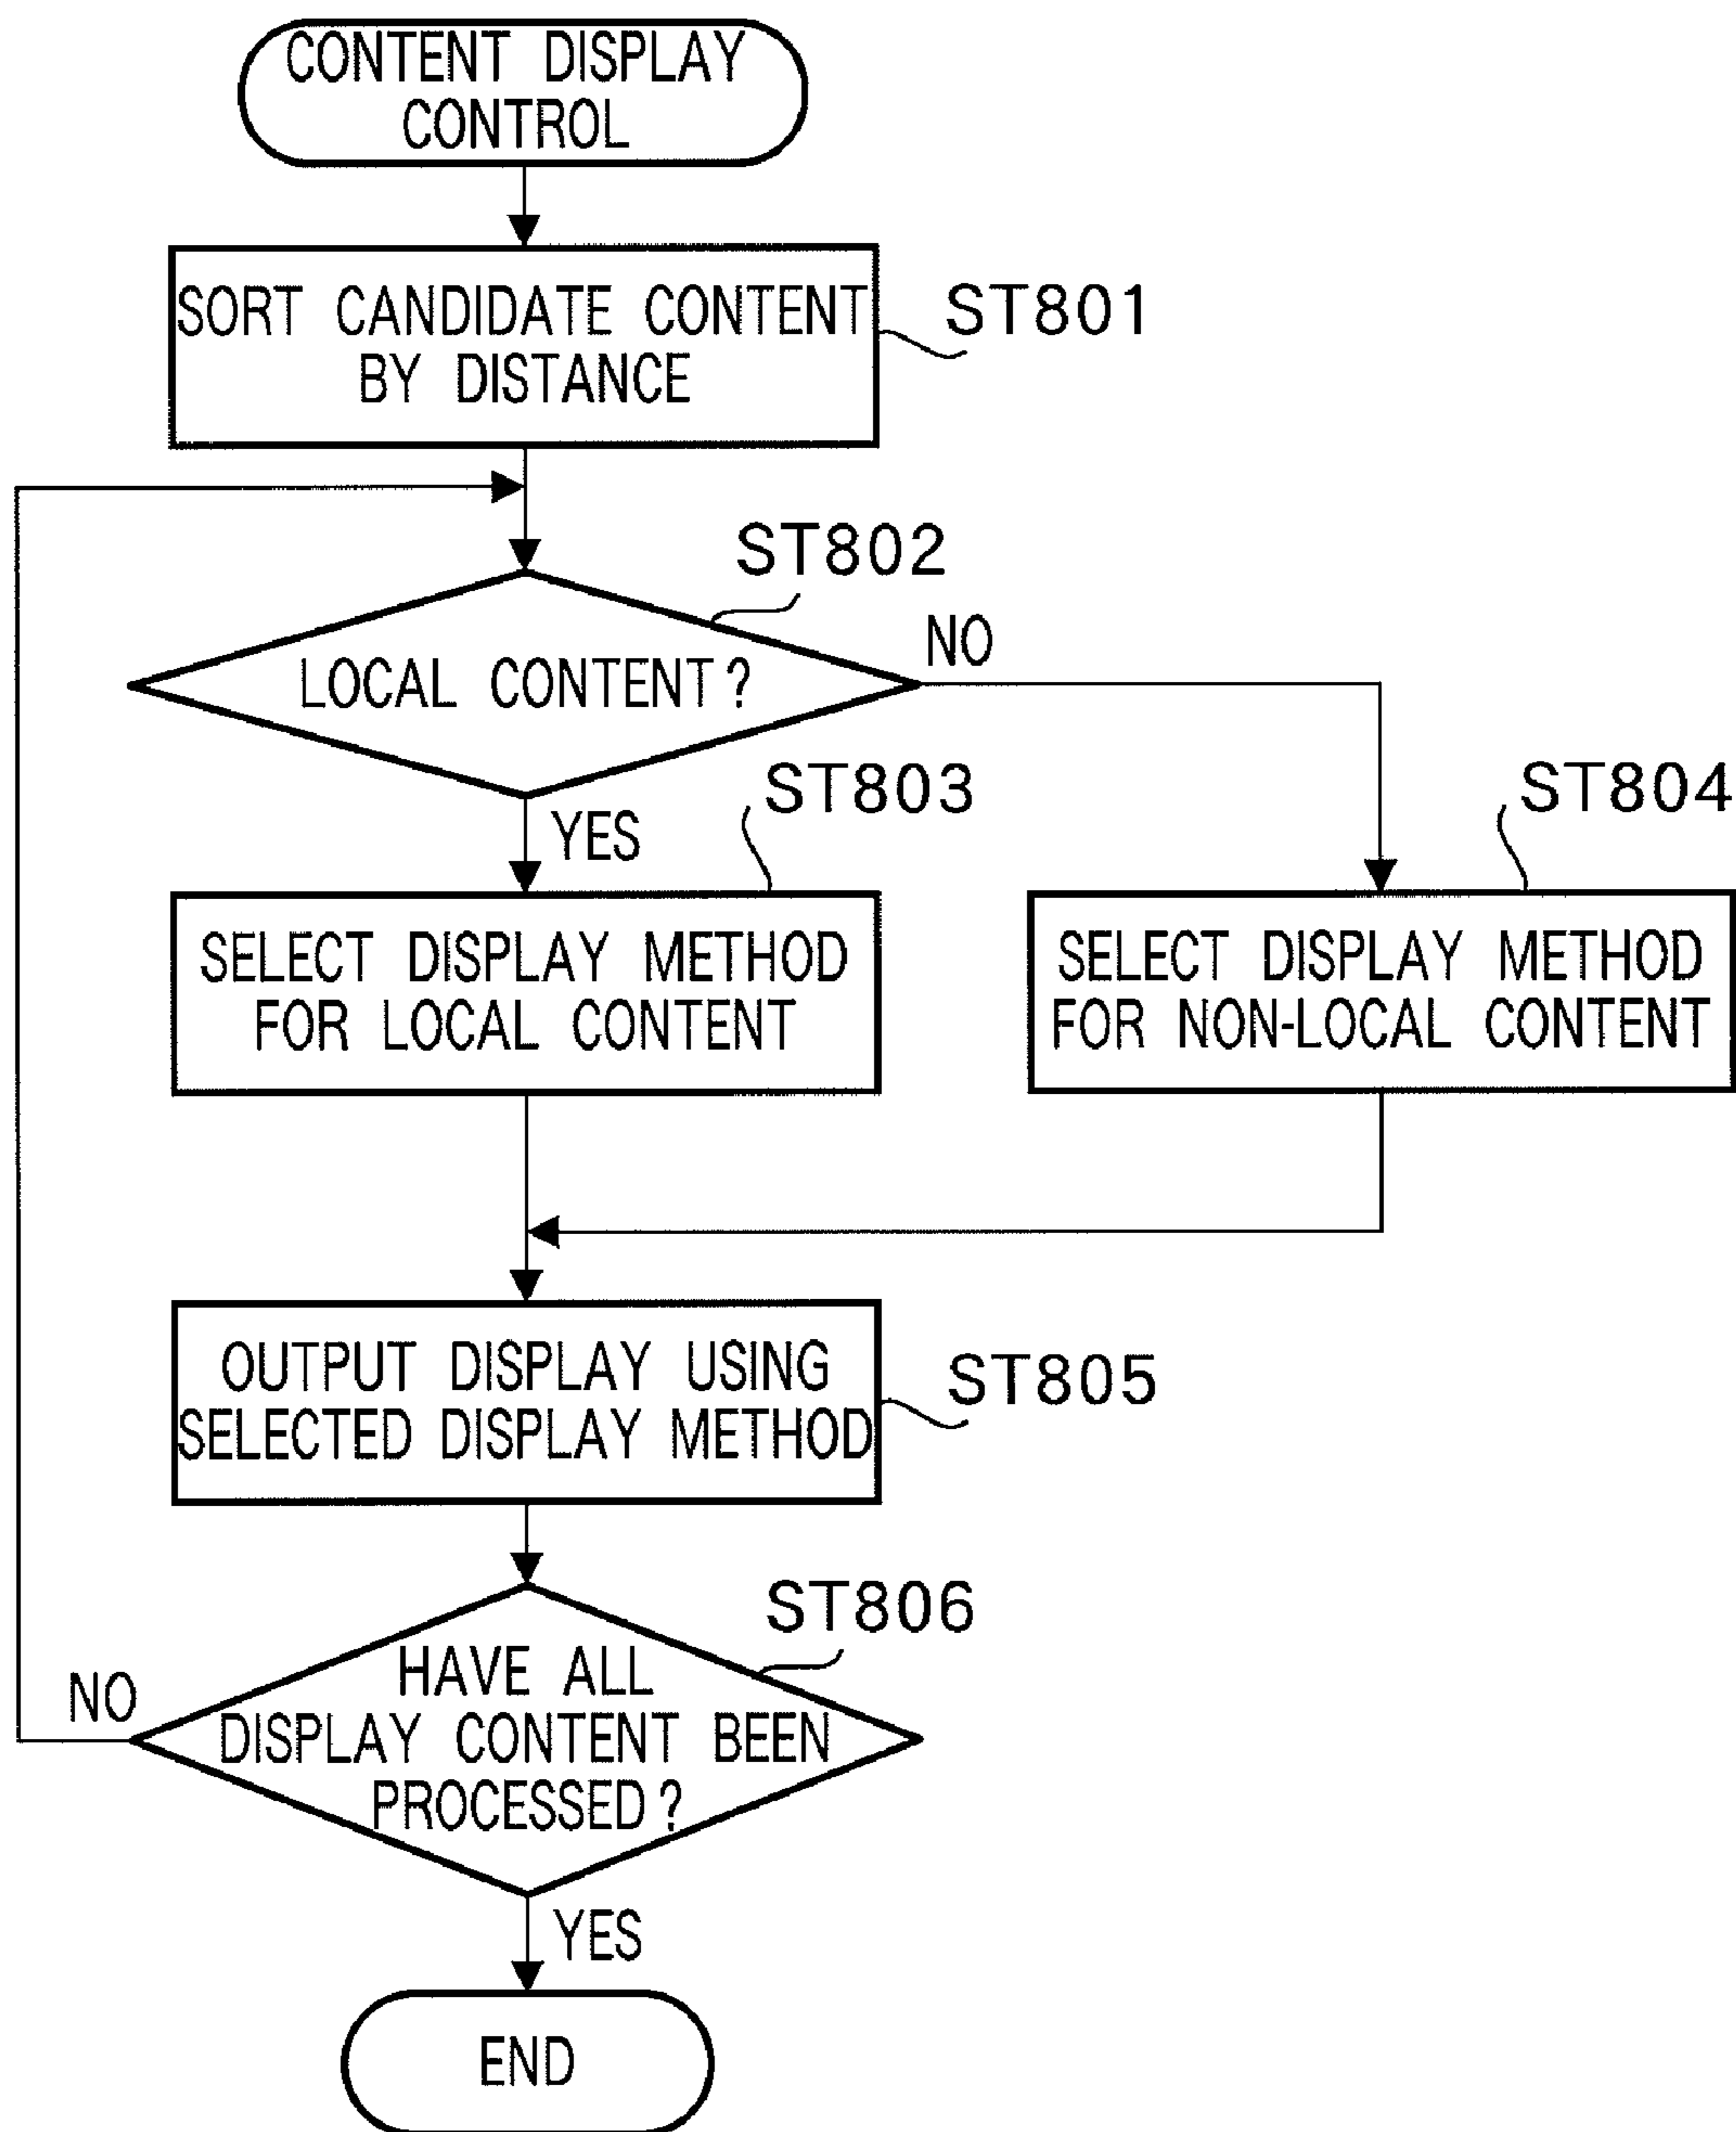 CONTENT DISPLAY
CONTROL
SORT CANDIDATE CONTENT
BY DISTANCE
ST801
ST802
LOCAL CONTENT?
NO
YES
ST803
ST804
SELECT DISPLAY METHOD
FOR LOCAL CONTENT
SELECT DISPLAY METHOD
FOR NON-LOCAL CONTENT
OUTPUT DISPLAY USING
SELECTED DISPLAY METHOD
ST805
ST806
HAVE ALL
DISPLAY CONTENT BEEN
PROCESSED?
NO
YES
END